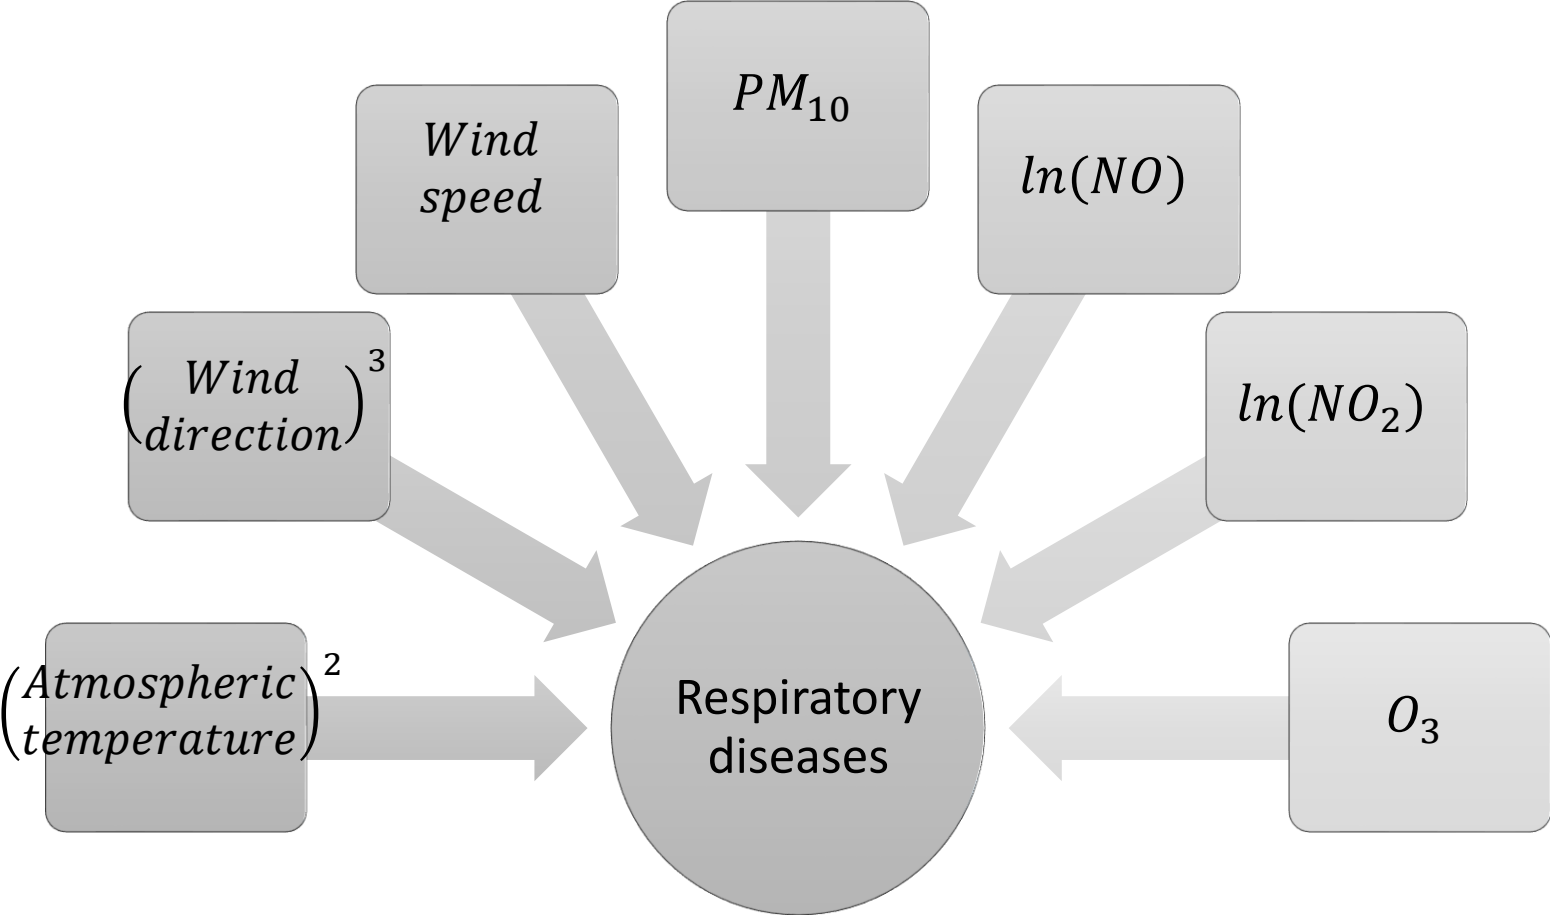 PM₁₀
Wind
speed
ln(NO)
(Wind
direction)³
ln(NO₂)
(Atmospheric
temperature)²
Respiratory
diseases
O₃